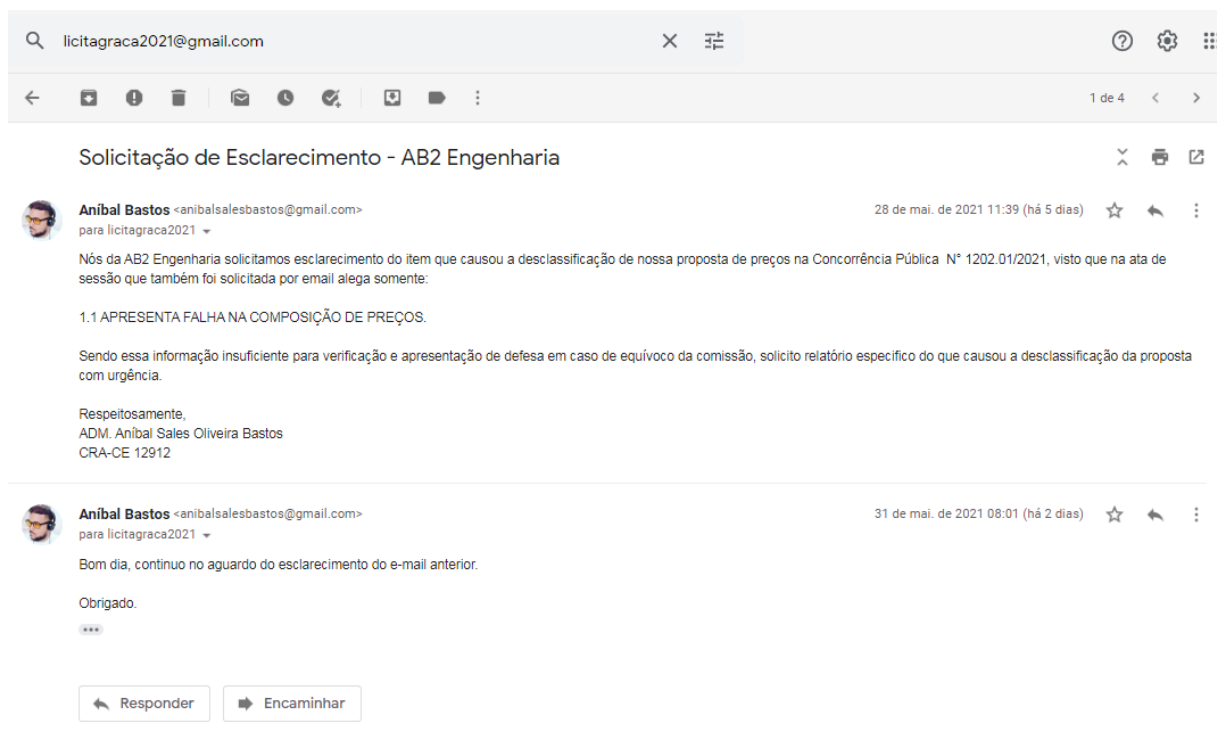 licitagraca2021@gmail.com
1 de 4
Solicitação de Esclarecimento - AB2 Engenharia
Aníbal Bastos <anibalsalesbastos@gmail.com>
28 de mai. de 2021 11:39 (há 5 dias)
para licitagraca2021
Nós da AB2 Engenharia solicitamos esclarecimento do item que causou a desclassificação de nossa proposta de preços na Concorrência Pública N° 1202.01/2021, visto que na ata de
sessão que também foi solicitada por email alega somente:
1.1 APRESENTA FALHA NA COMPOSIÇÃO DE PREÇOS.
Sendo essa informação insuficiente para verificação e apresentação de defesa em caso de equívoco da comissão, solicito relatório especifico do que causou a desclassificação da proposta
com urgência.
Respeitosamente,
ADM. Aníbal Sales Oliveira Bastos
CRA-CE 12912
Aníbal Bastos <anibalsalesbastos@gmail.com>
31 de mai. de 2021 08:01 (há 2 dias)
para licitagraca2021
Bom dia, continuo no aguardo do esclarecimento do e-mail anterior.
Obrigado.
Responder
Encaminhar